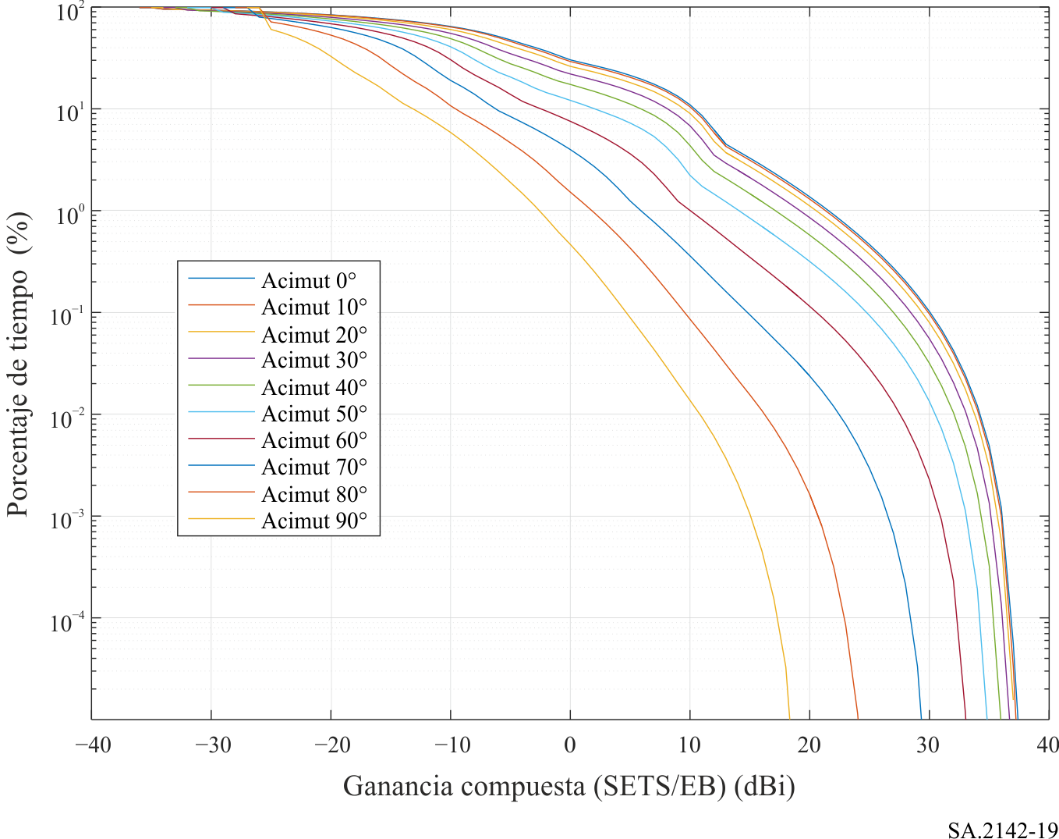 10²
10¹
10⁰
10⁻¹
10⁻²
10⁻³
10⁻⁴
Porcentaje de tiempo (%)
Acimut 0°
Acimut 10°
Acimut 20°
Acimut 30°
Acimut 40°
Acimut 50°
Acimut 60°
Acimut 70°
Acimut 80°
Acimut 90°
−40 −30 −20 −10 0 10 20 30 40
Ganancia compuesta (SETS/EB) (dBi)
SA.2142-19